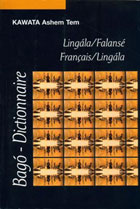 KAWATA Ashem Tem
Lingála/Falansé
Français/Lingála
Bagó - Dictionnaire